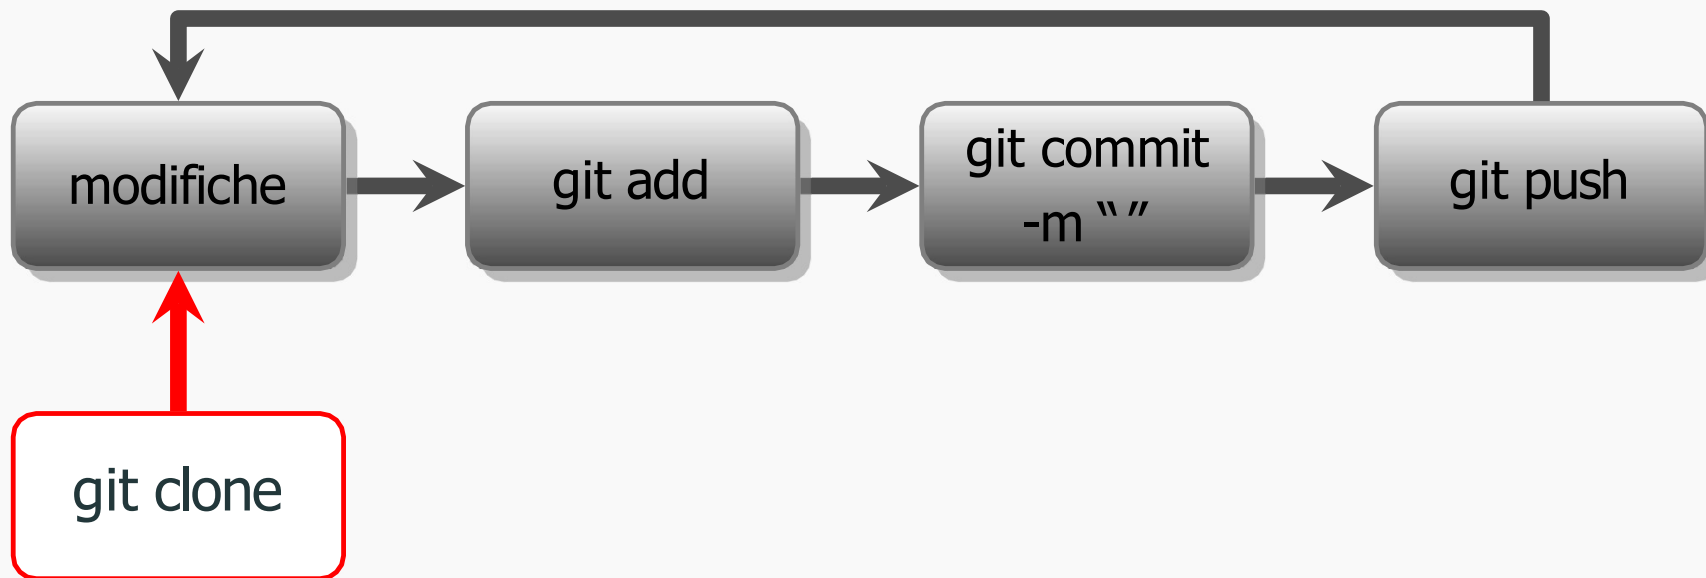 modifiche
git add
git commit
-m “ ”
git push
git clone